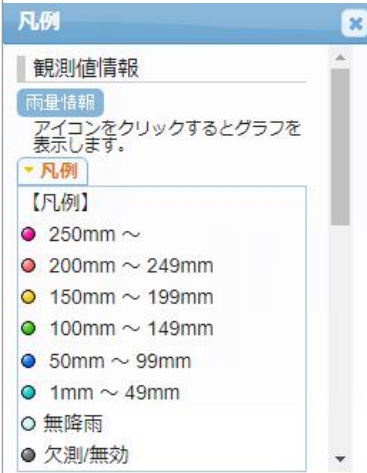 凡例
観測値情報
雨量情報
アイコンをクリックするとグラフを
表示します。
凡例
【凡例】
250mm ～
200mm ～ 249mm
150mm ～ 199mm
100mm ～ 149mm
50mm ～ 99mm
1mm ～ 49mm
無降雨
欠測/無効